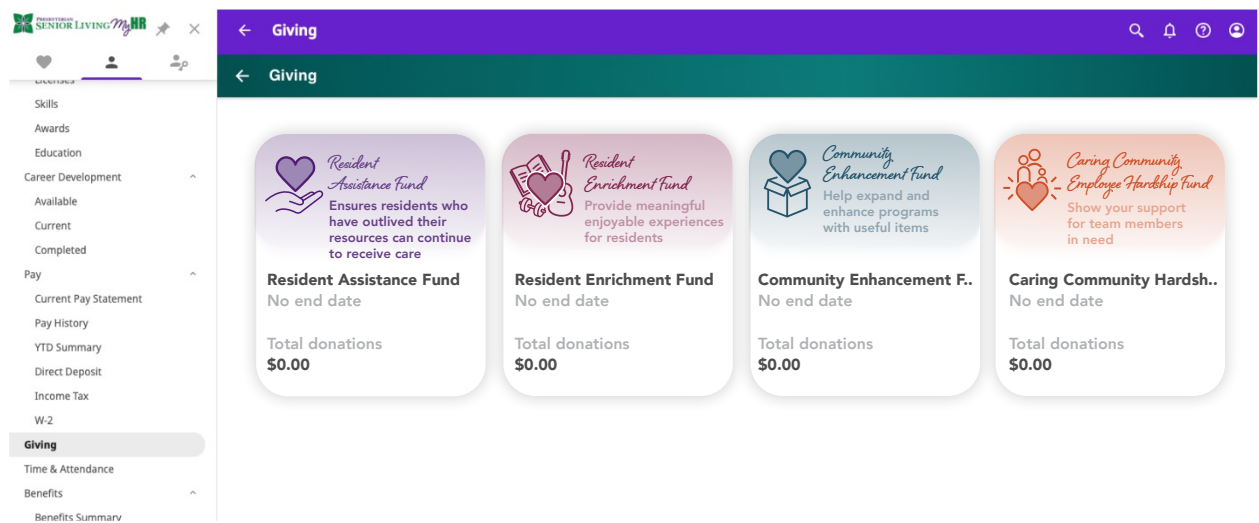 PRESBYTERIAN
SENIOR LIVING MyHR
Licenses
Skills
Awards
Education
Career Development
Available
Current
Completed
Pay
Current Pay Statement
Pay History
YTD Summary
Direct Deposit
Income Tax
W-2
Giving
Time & Attendance
Benefits
Benefits Summary
Giving
Giving
Resident
Assistance Fund
Ensures residents who
have outlived their
resources can continue
to receive care
Resident Assistance Fund
No end date
Total donations
$0.00
Resident
Enrichment Fund
Provide meaningful
enjoyable experiences
for residents
Resident Enrichment Fund
No end date
Total donations
$0.00
Community
Enhancement Fund
Help expand and
enhance programs
with useful items
Community Enhancement F..
No end date
Total donations
$0.00
Caring Community
Employee Hardship Fund
Show your support
for team members
in need
Caring Community Hardsh..
No end date
Total donations
$0.00